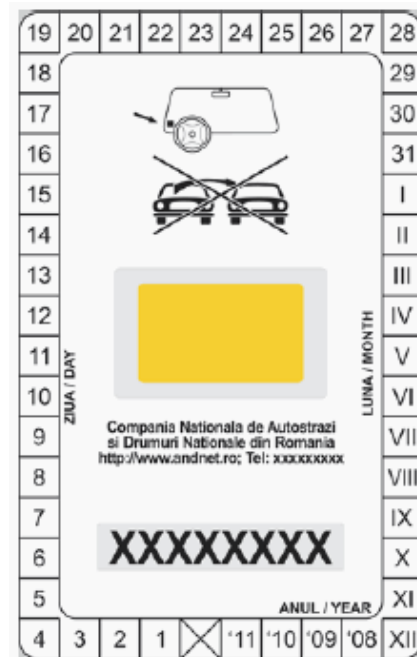 19 20 21 22 23 24 25 26 27 28
18 29
17 30
16 31
15 I
14 II
13 III
12 IV
11 V
10 VI
9 VII
8 VIII
7 IX
6 X
5 XI
4 3 2 1 '11 '10 '09 '08 XII
ZIUA / DAY
LUNA / MONTH
Compania Nationala de Autostrazi
si Drumuri Nationale din Romania
http://www.andnet.ro; Tel: xxxxxxxxx
XXXXXXXX
ANUL / YEAR